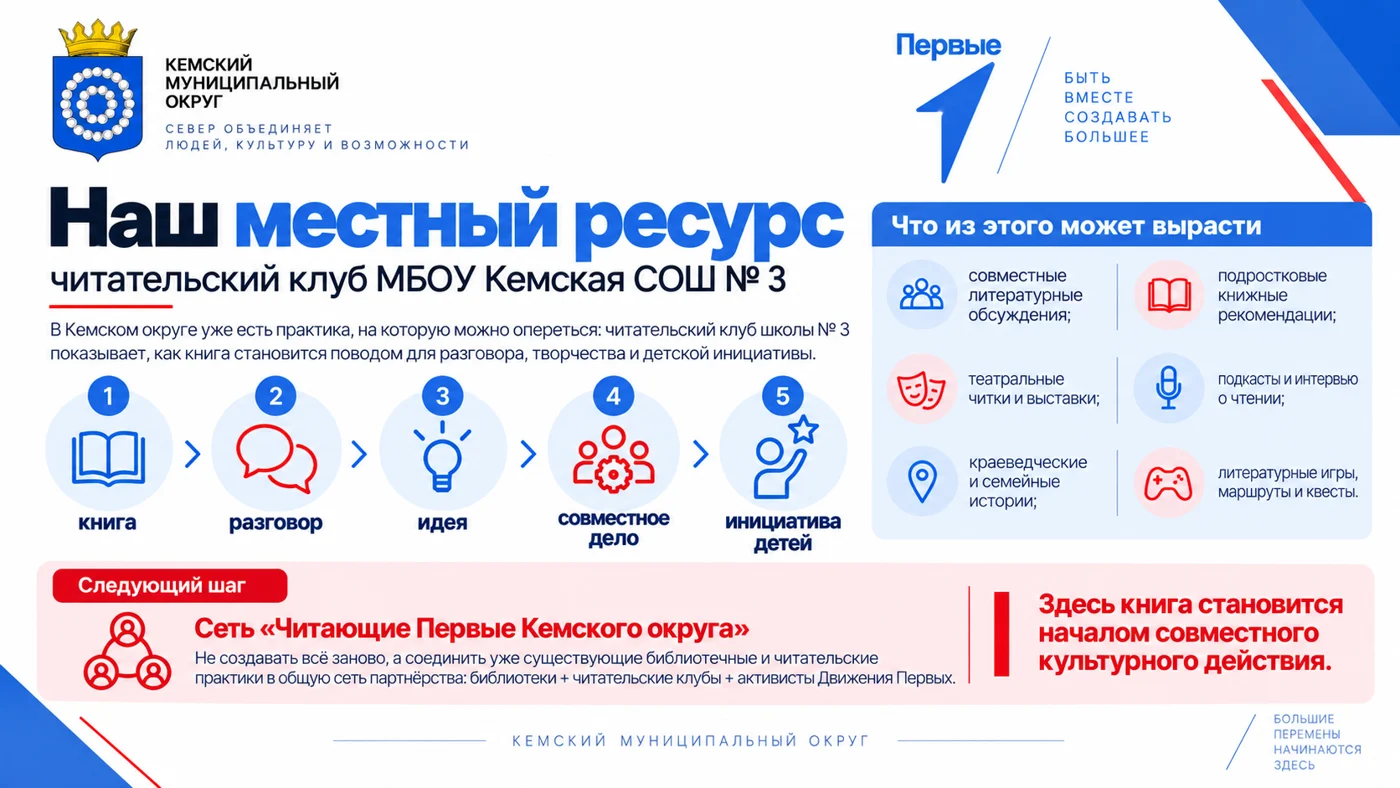 КЕМСКИЙ
МУНИЦИПАЛЬНЫЙ
ОКРУГ
СЕВЕР ОБЪЕДИНЯЕТ
ЛЮДЕЙ, КУЛЬТУРУ И ВОЗМОЖНОСТИ
Первые
БЫТЬ
ВМЕСТЕ
СОЗДАВАТЬ
БОЛЬШЕЕ
Наш местный ресурс
читательский клуб МБОУ Кемская СОШ № 3
В Кемском округе уже есть практика, на которую можно опереться: читательский клуб школы № 3
показывает, как книга становится поводом для разговора, творчества и детской инициативы.
1
книга
2
разговор
3
идея
4
совместное
дело
5
инициатива
детей
Что из этого может вырасти
совместные
литературные
обсуждения;
подростковые
книжные
рекомендации;
театральные
читки и выставки;
подкасты и интервью
о чтении;
краеведческие
и семейные
истории;
литературные игры,
маршруты и квесты.
Следующий шаг
Сеть «Читающие Первые Кемского округа»
Не создавать всё заново, а соединить уже существующие библиотечные и читательские
практики в общую сеть партнёрства: библиотеки + читательские клубы + активисты Движения Первых.
Здесь книга становится
началом совместного
культурного действия.
КЕМСКИЙ МУНИЦИПАЛЬНЫЙ ОКРУГ
БОЛЬШИЕ
ПЕРЕМЕНЫ
НАЧИНАЮТСЯ
ЗДЕСЬ